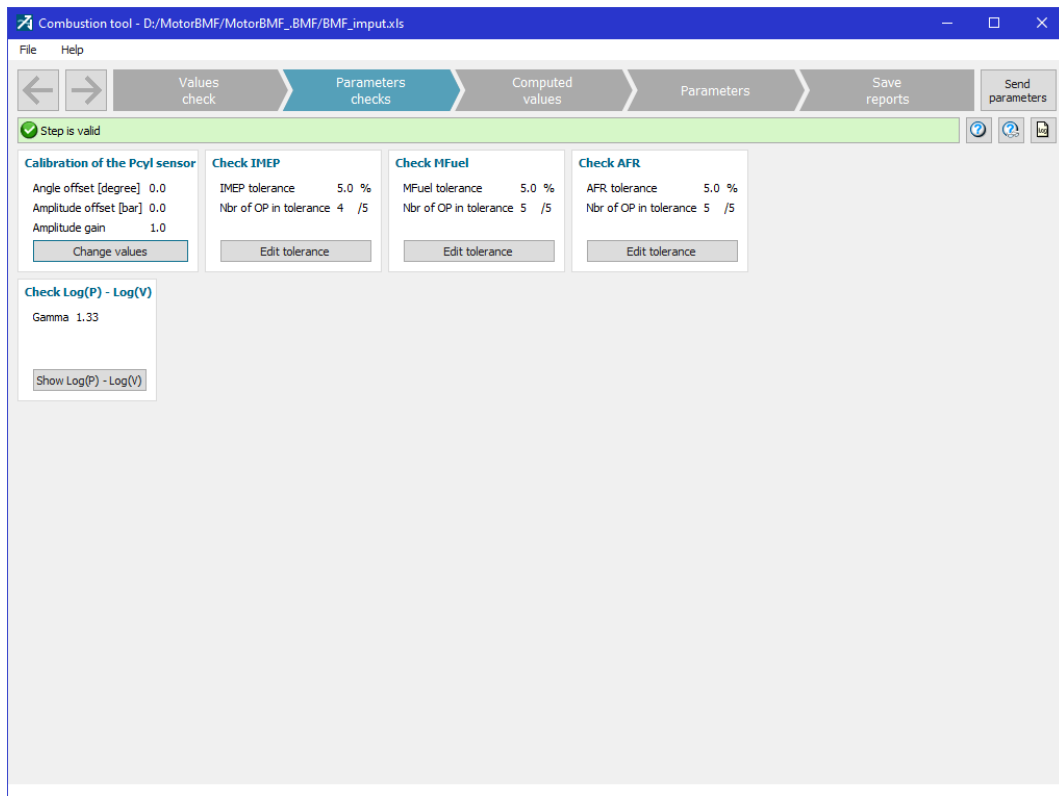 Combustion tool - D:/MotorBMF/MotorBMF_.BMF/BMF_imput.xls
File Help
Values check
Parameters checks
Computed values
Parameters
Save reports
Send parameters
Step is valid
Calibration of the Pcyl sensor
Angle offset [degree] 0.0
Amplitude offset [bar] 0.0
Amplitude gain 1.0
Change values
Check IMEP
IMEP tolerance 5.0 %
Nbr of OP in tolerance 4 /5
Edit tolerance
Check MFuel
MFuel tolerance 5.0 %
Nbr of OP in tolerance 5 /5
Edit tolerance
Check AFR
AFR tolerance 5.0 %
Nbr of OP in tolerance 5 /5
Edit tolerance
Check Log(P) - Log(V)
Gamma 1.33
Show Log(P) - Log(V)